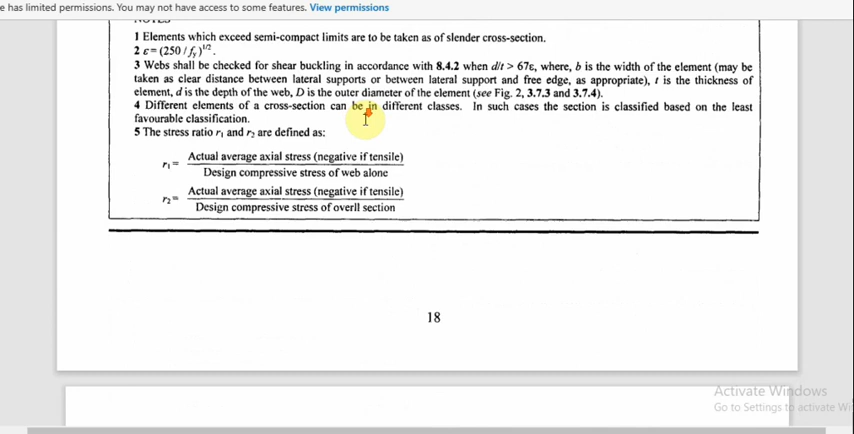 e has limited permissions. You may not have access to some features. View permissions
NOTES
1 Elements which exceed semi-compact limits are to be taken as of slender cross-section.
2 ε=(250 / fy)1/2.
3 Webs shall be checked for shear buckling in accordance with 8.4.2 when d/t > 67ε, where, b is the width of the element (may be
taken as clear distance between lateral supports or between lateral support and free edge, as appropriate), t is the thickness of
element, d is the depth of the web, D is the outer diameter of the element (see Fig. 2, 3.7.3 and 3.7.4).
4 Different elements of a cross-section can be in different classes. In such cases the section is classified based on the least
favourable classification.
5 The stress ratio r1 and r2 are defined as:
r1 = Actual average axial stress (negative if tensile)
Design compressive stress of web alone
r2 = Actual average axial stress (negative if tensile)
Design compressive stress of overll section
18
Activate Windows
Go to Settings to activate Wi